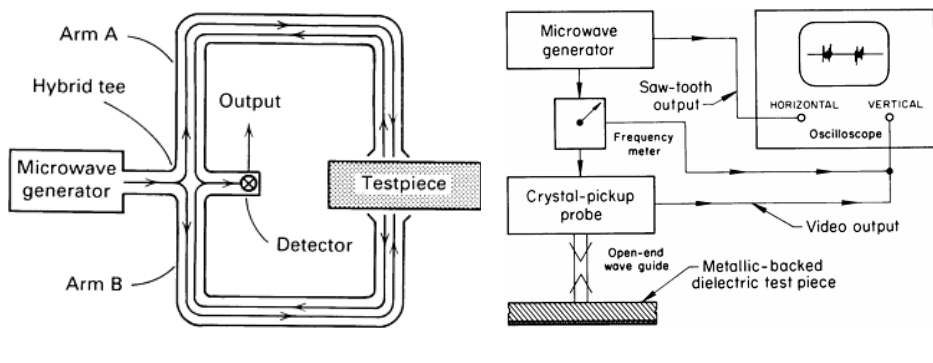 Arm A
Hybrid tee
Output
Microwave
generator
Testpiece
Detector
Arm B
Microwave
generator
Saw-tooth
output
HORIZONTAL
VERTICAL
Oscilloscope
Frequency
meter
Crystal-pickup
probe
Video output
Open-end
wave guide
Metallic-backed
dielectric test piece